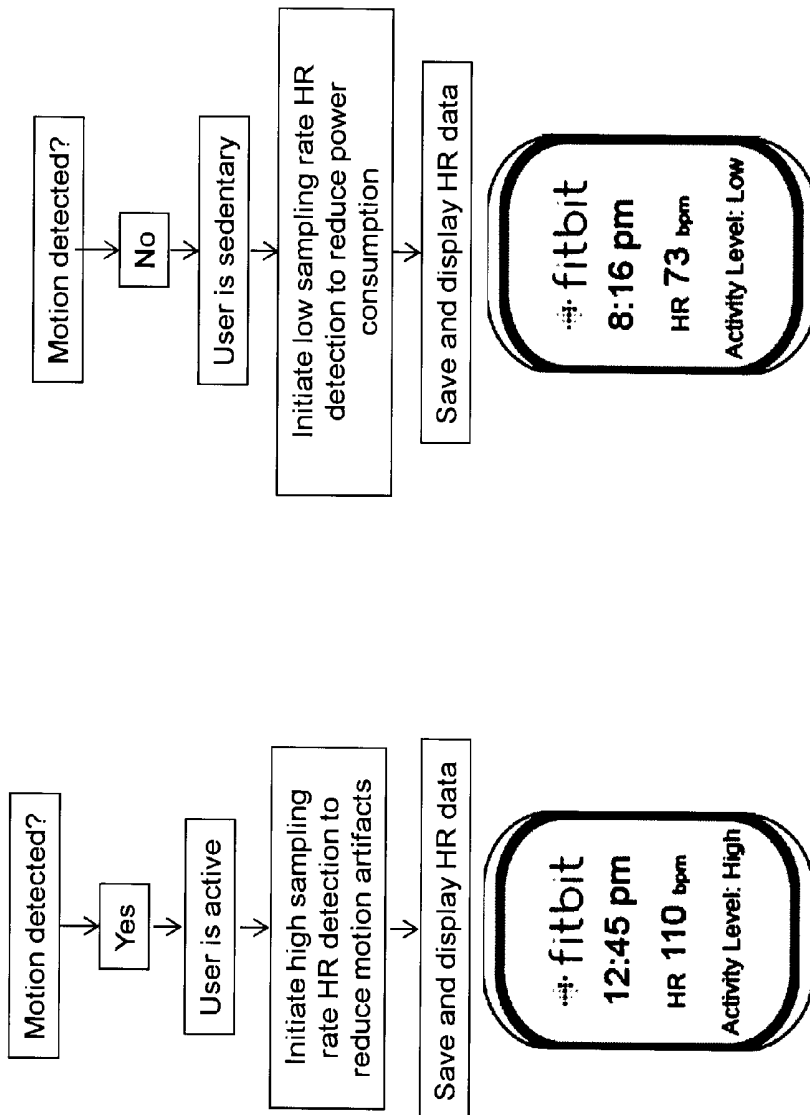 Motion detected?
Yes
User is active
Initiate high sampling
rate HR detection to
reduce motion artifacts
Save and display HR data
fitbit
12:45 pm
HR 110 bpm
Activity Level: High
Motion detected?
No
User is sedentary
Initiate low sampling rate HR
detection to reduce power
consumption
Save and display HR data
fitbit
8:16 pm
HR 73 bpm
Activity Level: Low